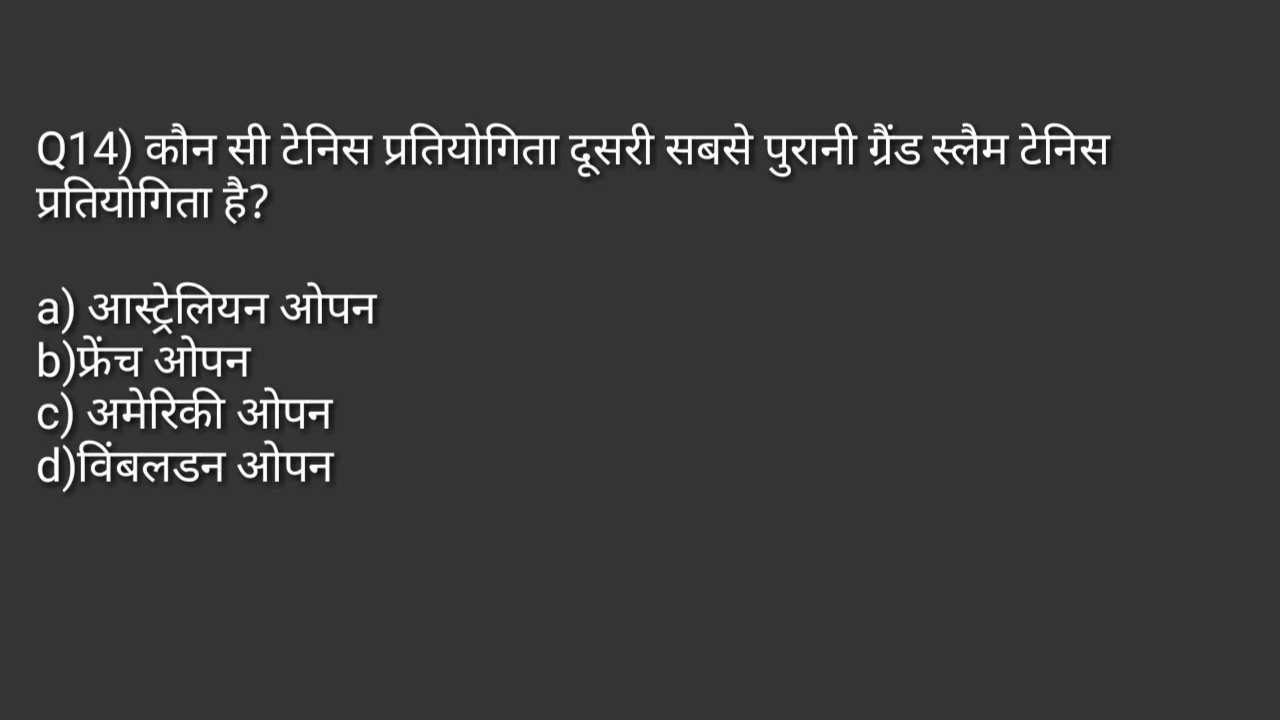 Q14) कौन सी टेनिस प्रतियोगिता दूसरी सबसे पुरानी ग्रैंड स्लैम टेनिस
प्रतियोगिता है?
a) आस्ट्रेलियन ओपन
b)फ्रेंच ओपन
c) अमेरिकी ओपन
d)विंबलडन ओपन